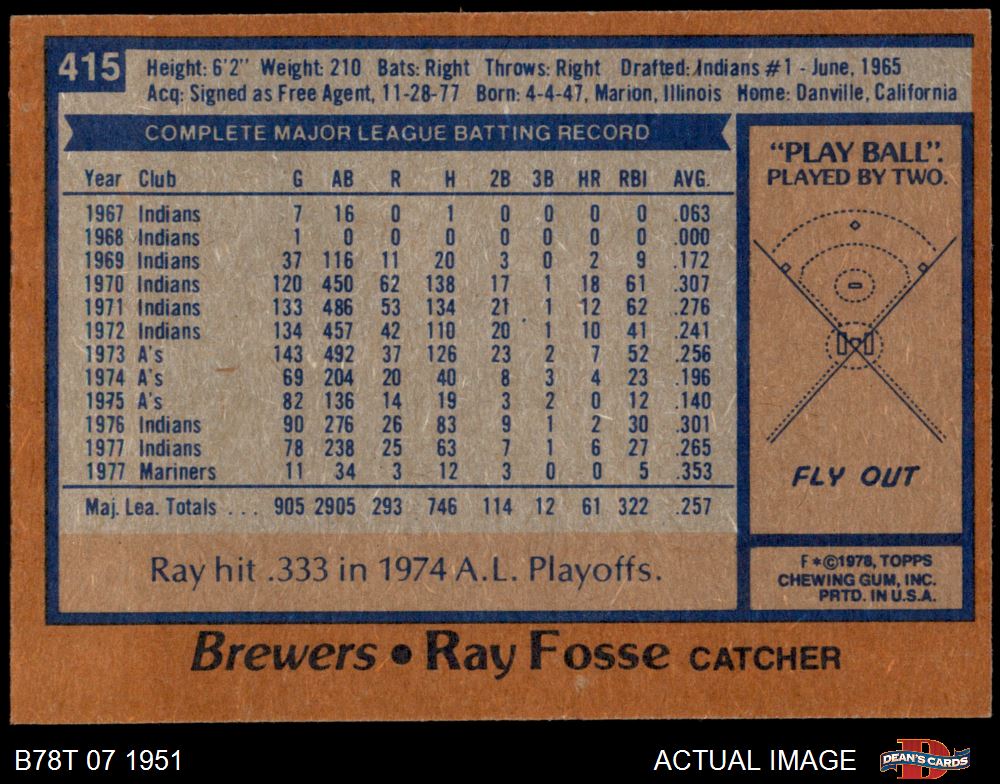 415
Height: 6'2" Weight: 210 Bats: Right Throws: Right Drafted: Indians #1 - June, 1965
Acq: Signed as Free Agent, 11-28-77 Born: 4-4-47, Marion, Illinois Home: Danville, California
COMPLETE MAJOR LEAGUE BATTING RECORD
Year Club G AB R H 2B 3B HR RBI AVG.
1967 Indians 7 16 0 1 0 0 0 0 .063
1968 Indians 1 0 0 0 0 0 0 0 .000
1969 Indians 37 116 11 20 3 0 2 9 .172
1970 Indians 120 450 62 138 17 1 18 61 .307
1971 Indians 133 486 53 134 21 1 12 62 .276
1972 Indians 134 457 42 110 20 1 10 41 .241
1973 A's 143 492 37 126 23 2 7 52 .256
1974 A's 69 204 20 40 8 3 4 23 .196
1975 A's 82 136 14 19 3 2 0 12 .140
1976 Indians 90 276 26 83 9 1 2 30 .301
1977 Indians 78 238 25 63 7 1 6 27 .265
1977 Mariners 11 34 3 12 3 0 0 5 .353
Maj. Lea. Totals . . . 905 2905 293 746 114 12 61 322 .257
Ray hit .333 in 1974 A.L. Playoffs.
"PLAY BALL".
PLAYED BY TWO.
FLY OUT
F*©1978, TOPPS
CHEWING GUM, INC.
PRTD. IN U.S.A.
Brewers • Ray Fosse CATCHER
B78T 07 1951
ACTUAL IMAGE
DEAN'S CARDS